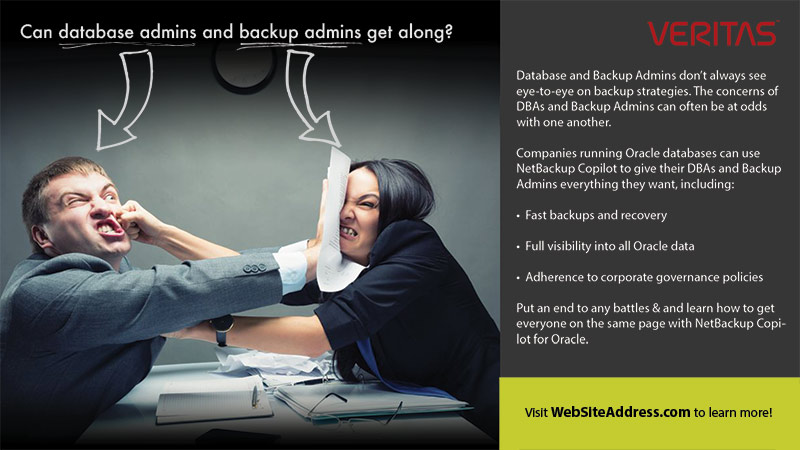 Can database admins and backup admins get along?
VERITAS™
Database and Backup Admins don't always see
eye-to-eye on backup strategies. The concerns of
DBAs and Backup Admins can often be at odds
with one another.
Companies running Oracle databases can use
NetBackup Copilot to give their DBAs and Backup
Admins everything they want, including:
• Fast backups and recovery
• Full visibility into all Oracle data
• Adherence to corporate governance policies
Put an end to any battles & and learn how to get
everyone on the same page with NetBackup Copi-
lot for Oracle.
Visit WebSiteAddress.com to learn more!